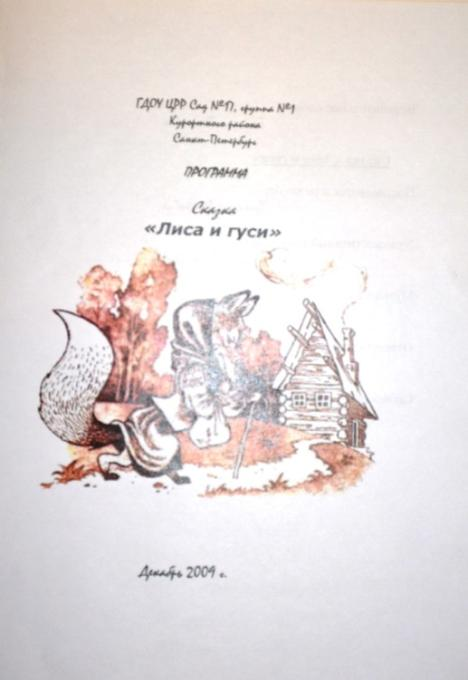 ГДОУ ЦРР Сад №17, группа №1
Курортного района
Санкт-Петербург
ПРОГРАММА
Сказка
«Лиса и гуси»
Декабрь 2009 г.